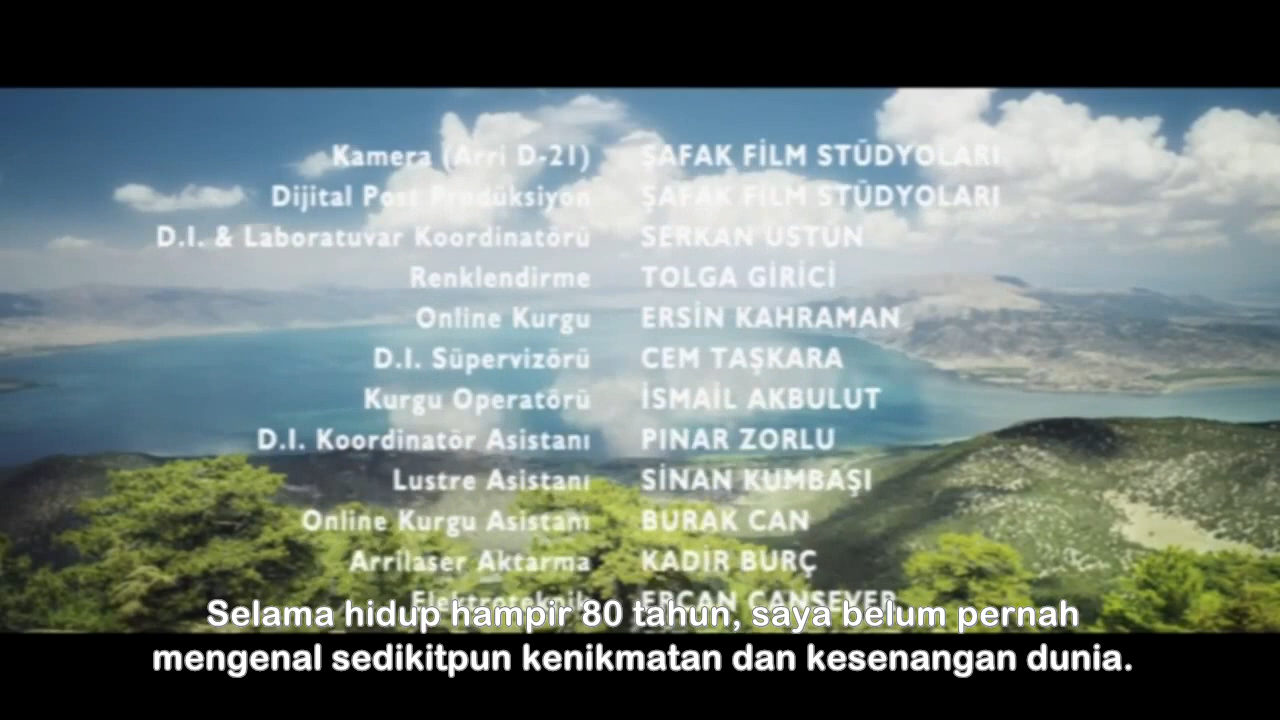 Kamera (Arri D-21) ŞAFAK FİLM STÜDYOLARI
Dijital Post Prodüksiyon ŞAFAK FİLM STÜDYOLARI
D.I. & Laboratuvar Koordinatörü SERKAN ÜSTÜN
Renklendirme TOLGA GİRİCİ
Online Kurgu ERSİN KAHRAMAN
D.I. Süpervizörü CEM TAŞKARA
Kurgu Operatörü İSMAİL AKBULUT
D.I. Koordinatör Asistanı PINAR ZORLU
Lustre Asistanı SİNAN KUMBAŞI
Online Kurgu Asistanı BURAK CAN
Arrilaser Aktarma KADİR BURÇ
Elektroteknik ERCAN CANSEVER
Selama hidup hampir 80 tahun, saya belum pernah
mengenal sedikitpun kenikmatan dan kesenangan dunia.